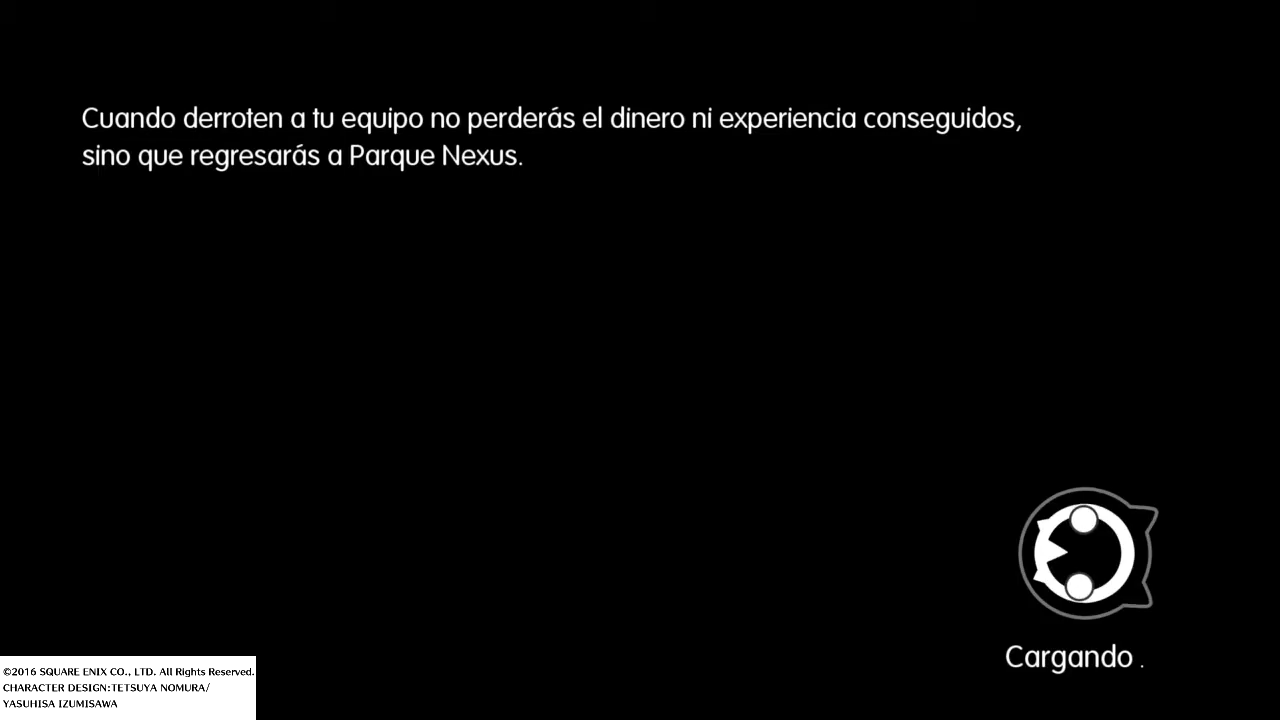 Cuando derroten a tu equipo no perderás el dinero ni experiencia conseguidos,
sino que regresarás a Parque Nexus.
Cargando .
©2016 SQUARE ENIX CO., LTD. All Rights Reserved.
CHARACTER DESIGN:TETSUYA NOMURA/
YASUHISA IZUMISAWA